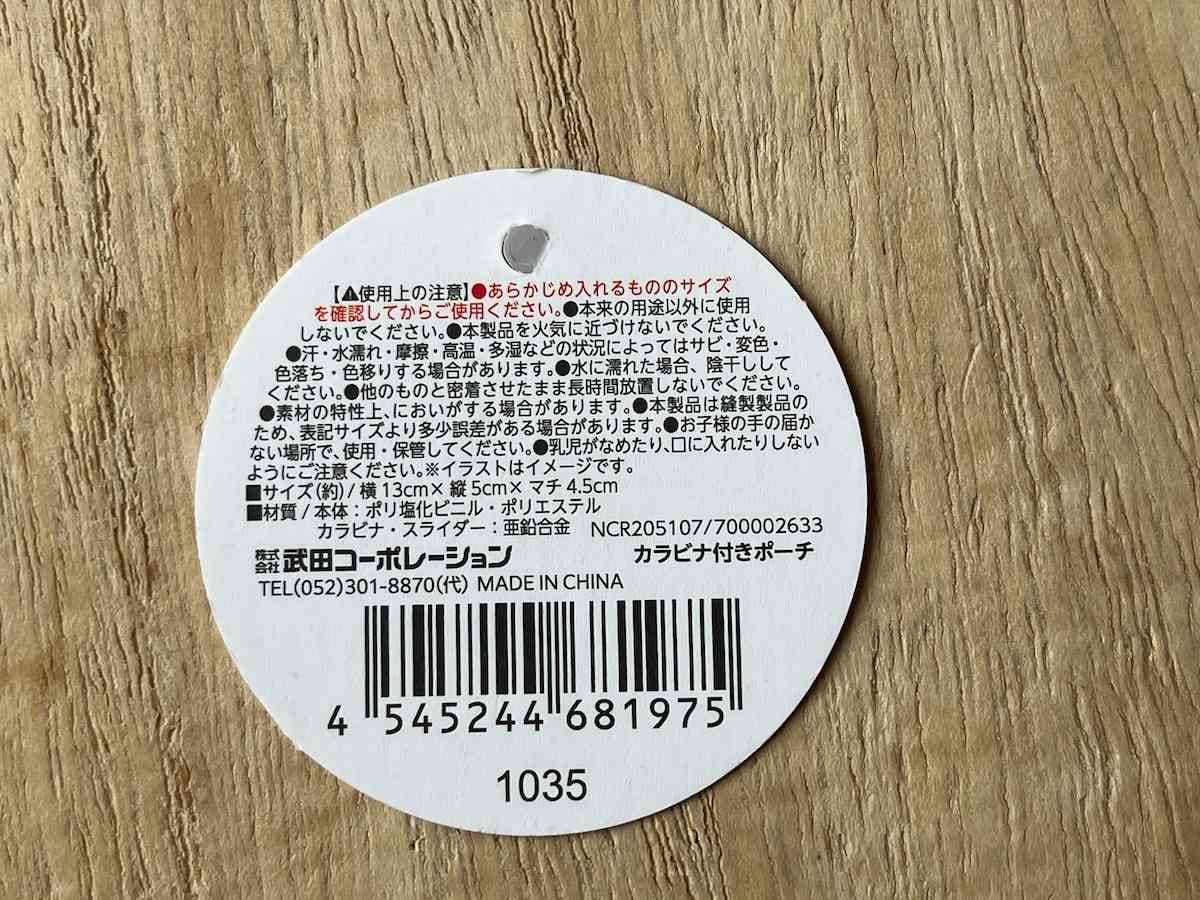 【⚠使用上の注意】●あらかじめ入れるもののサイズ
を確認してからご使用ください。●本来の用途以外に使用
しないでください。●本製品を火気に近づけないでください。
●汗・水濡れ・摩擦・高温・多湿などの状況によってはサビ・変色・
色落ち・色移りする場合があります。●水に濡れた場合、陰干しして
ください。●他のものと密着させたまま長時間放置しないでください。
●素材の特性上、においがする場合があります。●本製品は縫製製品の
ため、表記サイズより多少誤差がある場合があります。●お子様の手の届か
ない場所で、使用・保管してください。●乳児がなめたり、口に入れたりしない
ようにご注意ください。※イラストはイメージです。
■サイズ(約)/横13cm×縦5cm×マチ4.5cm
■材質/本体:ポリ塩化ビニル・ポリエステル
カラビナ・スライダー:亜鉛合金 NCR205107/700002633
株式会社武田コーポレーション カラビナ付きポーチ
TEL(052)301-8870(代) MADE IN CHINA
4 545244 681975
1035